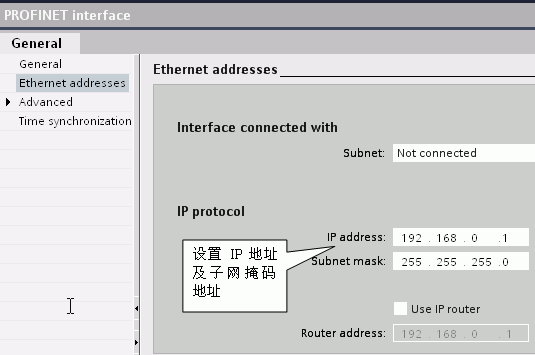 PROFINET interface
General
General
Ethernet addresses
Advanced
Time synchronization
Ethernet addresses
Interface connected with
Subnet: Not connected
IP protocol
设置 IP 地址
及子网掩码
地址
IP address: 192 . 168 . 0 . 1
Subnet mask: 255 . 255 . 255 . 0
Use IP router
Router address: 192 . 168 . 0 . 1